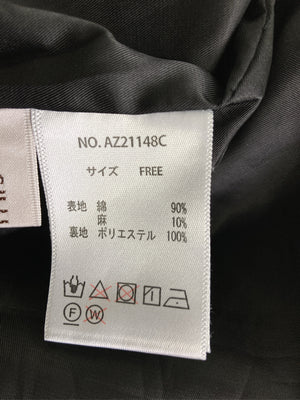 NO. AZ21148C
サイズ FREE
表地 綿 90%
麻 10%
裏地 ポリエステル 100%
F W